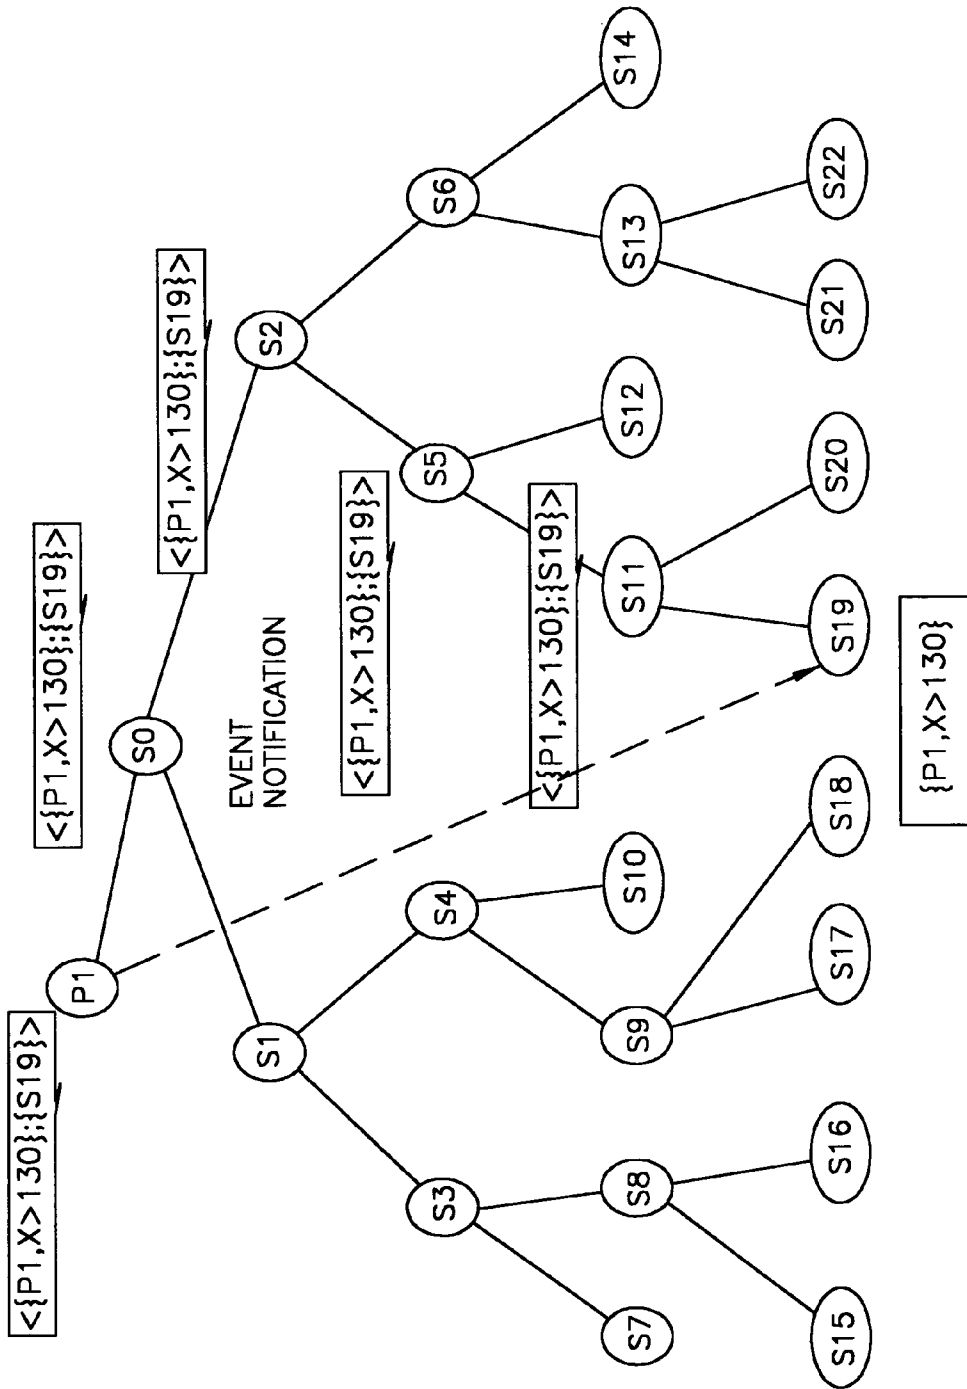 <{P1,X>130};{S19}>
<{P1,X>130};{S19}>
P1
S0
<{P1,X>130};{S19}>
EVENT
NOTIFICATION
S1
S2
<{P1,X>130};{S19}>
S3
S4
S5
S6
<{P1,X>130};{S19}>
S7
S8
S9
S10
S11
S12
S13
S14
S15
S16
S17
S18
S19
S20
S21
S22
{P1,X>130}